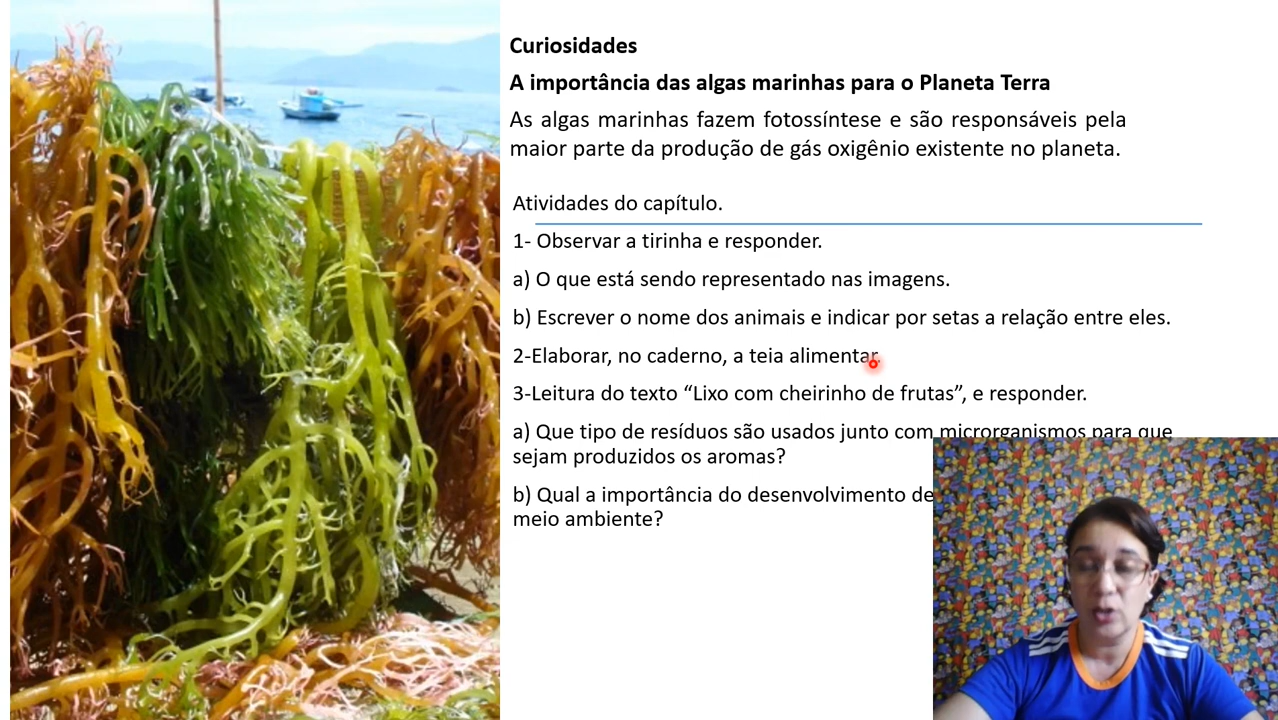 Curiosidades
A importância das algas marinhas para o Planeta Terra
As algas marinhas fazem fotossíntese e são responsáveis pela
maior parte da produção de gás oxigênio existente no planeta.
Atividades do capítulo.
1- Observar a tirinha e responder.
a) O que está sendo representado nas imagens.
b) Escrever o nome dos animais e indicar por setas a relação entre eles.
2-Elaborar, no caderno, a teia alimentar.
3-Leitura do texto “Lixo com cheirinho de frutas”, e responder.
a) Que tipo de resíduos são usados junto com microrganismos para que
sejam produzidos os aromas?
b) Qual a importância do desenvolvimento de
meio ambiente?